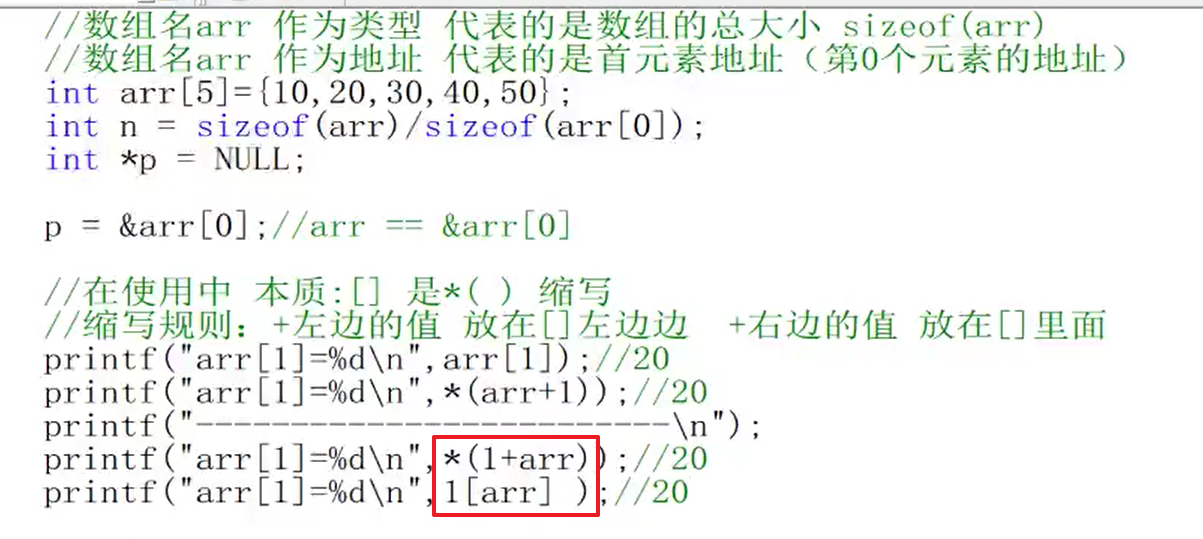 //数组名arr 作为类型 代表的是数组的总大小 sizeof(arr)
//数组名arr 作为地址 代表的是首元素地址（第0个元素的地址）
int arr[5]={10,20,30,40,50};
int n = sizeof(arr)/sizeof(arr[0]);
int *p = NULL;
p = &arr[0];//arr == &arr[0]
//在使用中 本质:[] 是*( ) 缩写
//缩写规则：+左边的值 放在[]左边边 +右边的值 放在[]里面
printf("arr[1]=%d\n",arr[1]);//20
printf("arr[1]=%d\n",*(arr+1));//20
printf("-------------------------\n");
printf("arr[1]=%d\n",*(1+arr));//20
printf("arr[1]=%d\n",1[arr] );//20